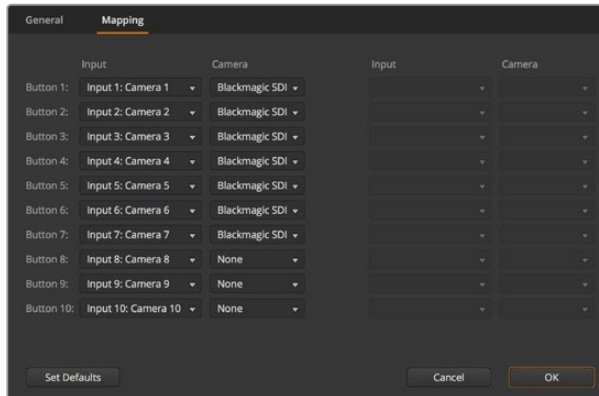 General Mapping
Input Camera Input Camera
Button 1: Input 1: Camera 1 Blackmagic SDI
Button 2: Input 2: Camera 2 Blackmagic SDI
Button 3: Input 3: Camera 3 Blackmagic SDI
Button 4: Input 4: Camera 4 Blackmagic SDI
Button 5: Input 5: Camera 5 Blackmagic SDI
Button 6: Input 6: Camera 6 Blackmagic SDI
Button 7: Input 7: Camera 7 Blackmagic SDI
Button 8: Input 8: Camera 8 None
Button 9: Input 9: Camera 9 None
Button 10: Input 10: Camera 10 None
Set Defaults Cancel OK